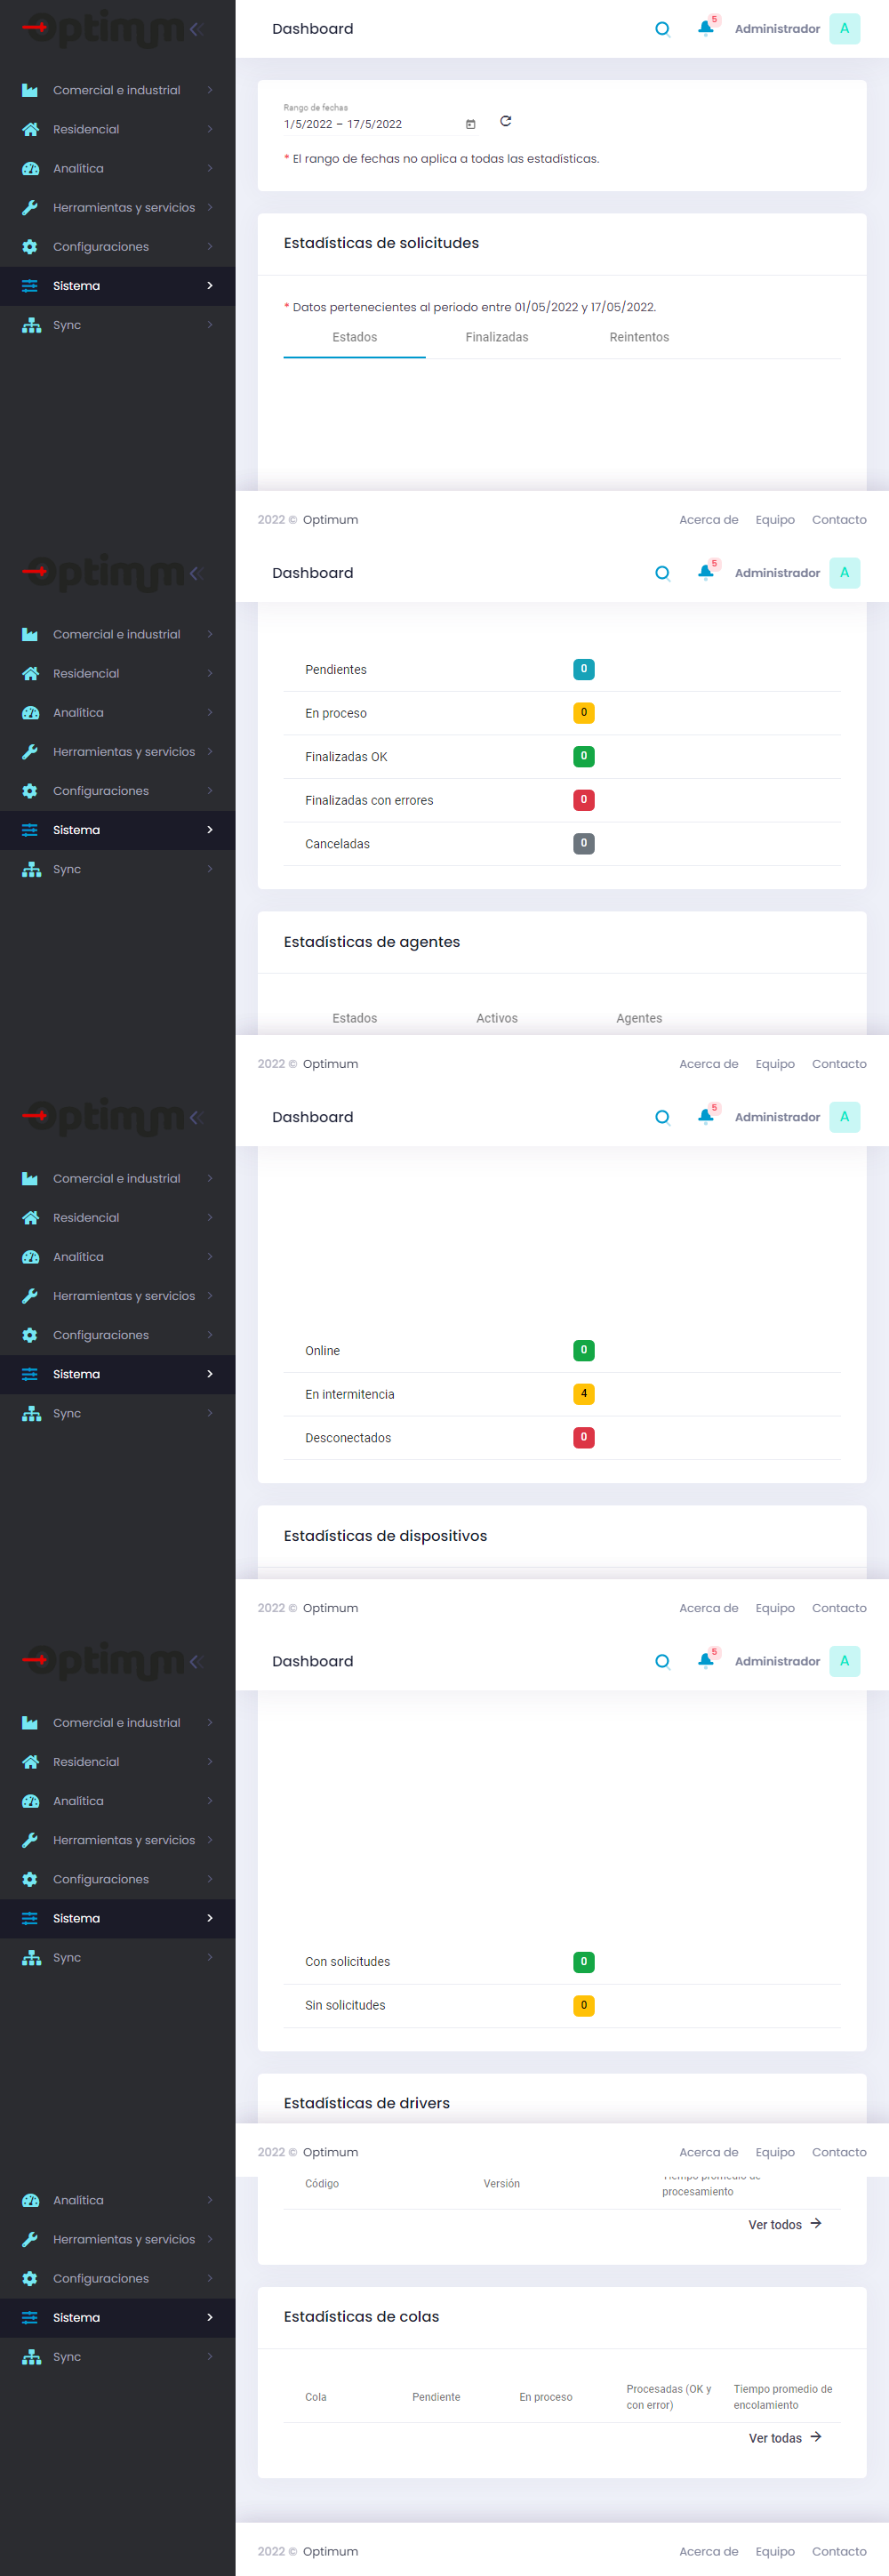 Optimum
Dashboard
5
Administrador
A
Comercial e industrial
Residencial
Analítica
Herramientas y servicios
Configuraciones
Sistema
Sync
Rango de fechas
1/5/2022 – 17/5/2022
* El rango de fechas no aplica a todas las estadísticas.
Estadísticas de solicitudes
* Datos pertenecientes al periodo entre 01/05/2022 y 17/05/2022.
Estados Finalizadas Reintentos
2022 © Optimum Acerca de Equipo Contacto
Optimum
Dashboard
5
Administrador
A
Comercial e industrial
Residencial
Analítica
Herramientas y servicios
Configuraciones
Sistema
Sync
Pendientes 0
En proceso 0
Finalizadas OK 0
Finalizadas con errores 0
Canceladas 0
Estadísticas de agentes
Estados Activos Agentes
2022 © Optimum Acerca de Equipo Contacto
Optimum
Dashboard
5
Administrador
A
Comercial e industrial
Residencial
Analítica
Herramientas y servicios
Configuraciones
Sistema
Sync
Online 0
En intermitencia 4
Desconectados 0
Estadísticas de dispositivos
2022 © Optimum Acerca de Equipo Contacto
Optimum
Dashboard
5
Administrador
A
Comercial e industrial
Residencial
Analítica
Herramientas y servicios
Configuraciones
Sistema
Sync
Con solicitudes 0
Sin solicitudes 0
Estadísticas de drivers
2022 © Optimum Acerca de Equipo Contacto
Analítica
Herramientas y servicios
Configuraciones
Sistema
Sync
Código Versión Tiempo promedio de
procesamiento
Ver todos
Estadísticas de colas
Cola Pendiente En proceso Procesadas (OK y
con error) Tiempo promedio de
encolamiento
Ver todas
2022 © Optimum Acerca de Equipo Contacto